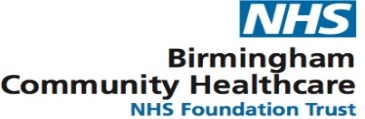 NHS
Birmingham
Community Healthcare
NHS Foundation Trust